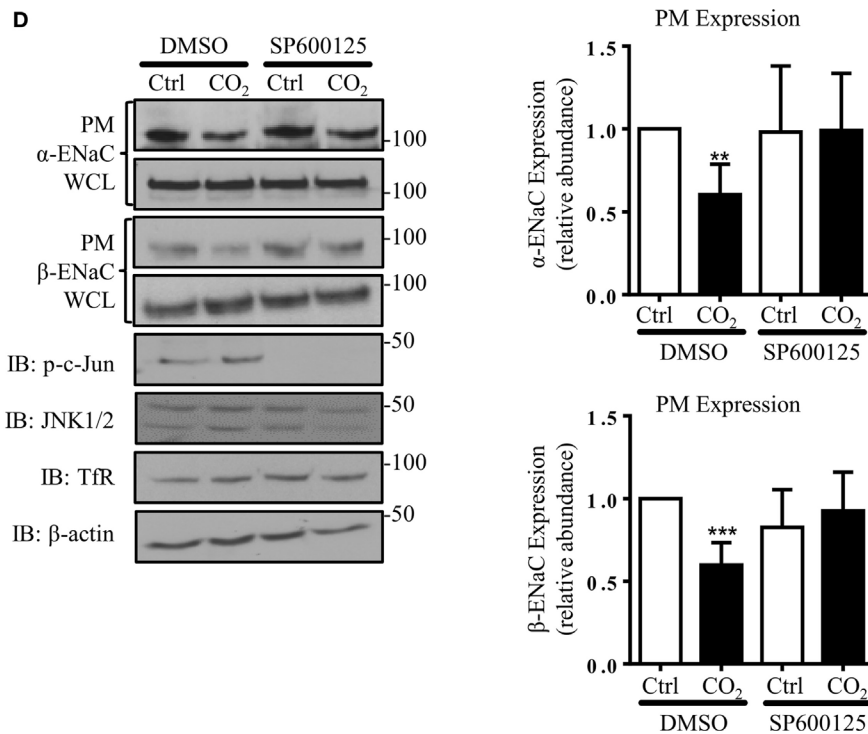 D
DMSO SP600125
Ctrl CO₂ Ctrl CO₂
PM
-100
α-ENaC
WCL
-100
PM
-100
β-ENaC
WCL
-100
IB: p-c-Jun
-50
IB: JNK1/2
-50
IB: TfR
-100
IB: β-actin
-50
PM Expression
α-ENaC Expression
(relative abundance)
1.5
1.0
0.5
0.0
**
Ctrl CO₂ Ctrl CO₂
DMSO SP600125
PM Expression
β-ENaC Expression
(relative abundance)
1.5
1.0
0.5
0.0
***
Ctrl CO₂ Ctrl CO₂
DMSO SP600125